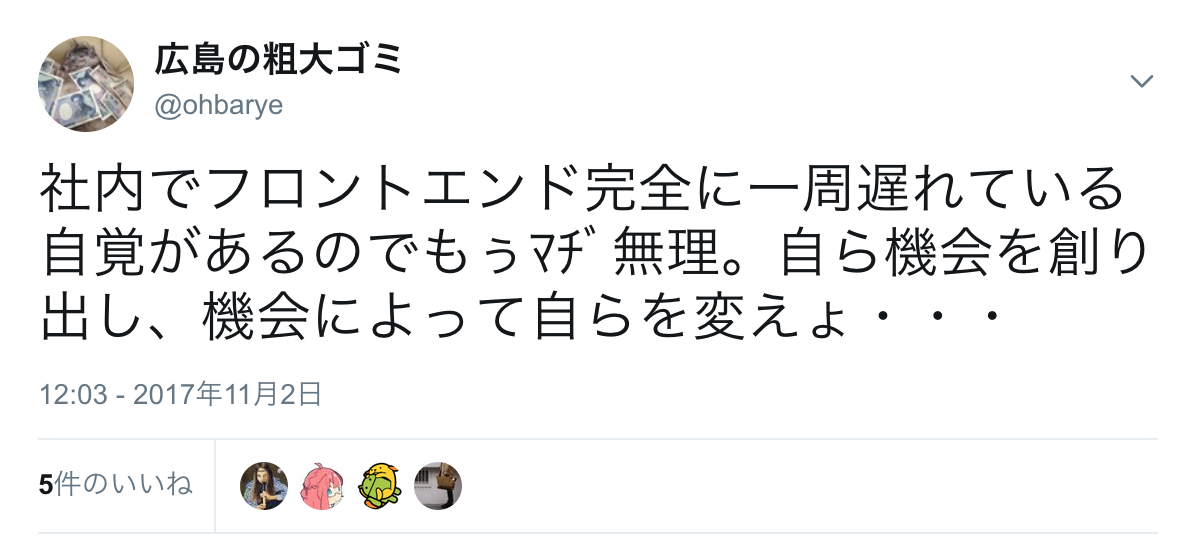 広島の粗大ゴミ
@ohbarye
社内でフロントエンド完全に一周遅れている
自覚があるのでもぅﾏﾁﾞ無理。自ら機会を創り
出し、機会によって自らを変えょ・・・
12:03 - 2017年11月2日
5件のいいね